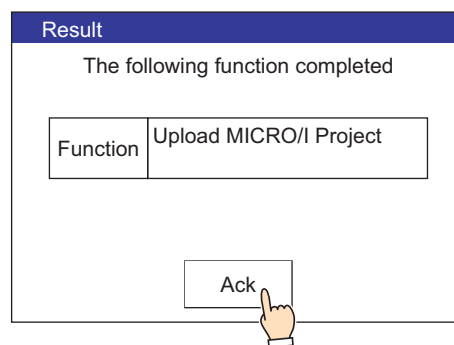 Result
The following function completed
Function
Upload MICRO/I Project
Ack